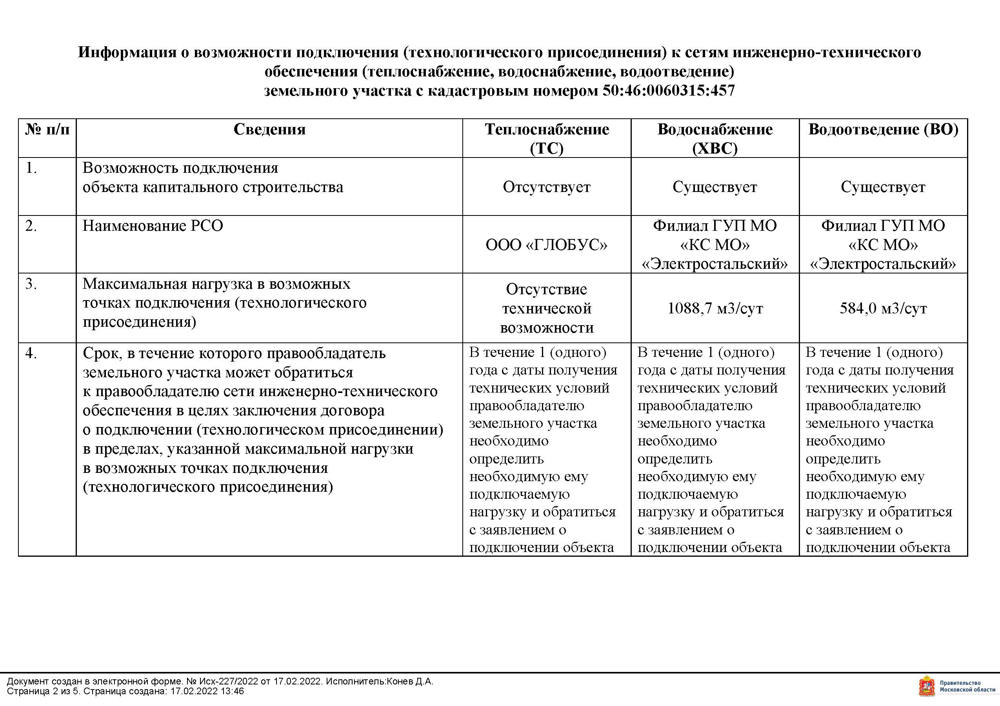 Информация о возможности подключения (технологического присоединения) к сетям инженерно-технического
обеспечения (теплоснабжение, водоснабжение, водоотведение)
земельного участка с кадастровым номером 50:46:0060315:457
№ п/п
Сведения
Теплоснабжение
(ТС)
Водоснабжение
(ХВС)
Водоотведение (ВО)
1.
Возможность подключения
объекта капитального строительства
Отсутствует
Существует
Существует
2.
Наименование РСО
ООО «ГЛОБУС»
Филиал ГУП МО
«КС МО»
«Электростальский»
Филиал ГУП МО
«КС МО»
«Электростальский»
3.
Максимальная нагрузка в возможных
точках подключения (технологического
присоединения)
Отсутствие
технической
возможности
1088,7 м3/сут
584,0 м3/сут
4.
Срок, в течение которого правообладатель
земельного участка может обратиться
к правообладателю сети инженерно-технического
обеспечения в целях заключения договора
о подключении (технологическом присоединении)
в пределах, указанной максимальной нагрузки
в возможных точках подключения
(технологического присоединения)
В течение 1 (одного)
года с даты получения
технических условий
правообладателю
земельного участка
необходимо
определить
необходимую ему
подключаемую
нагрузку и обратиться
с заявлением о
подключении объекта
В течение 1 (одного)
года с даты получения
технических условий
правообладателю
земельного участка
необходимо
определить
необходимую ему
подключаемую
нагрузку и обратиться
с заявлением о
подключении объекта
В течение 1 (одного)
года с даты получения
технических условий
правообладателю
земельного участка
необходимо
определить
необходимую ему
подключаемую
нагрузку и обратиться
с заявлением о
подключении объекта
Документ создан в электронной форме. № Исх-227/2022 от 17.02.2022. Исполнитель:Конев Д.А.
Страница 2 из 5. Страница создана: 17.02.2022 13:46
Правительство
Московской области